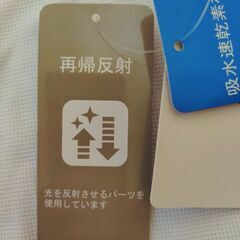 再帰反射
光を反射させるパーツを
使用しています
吸水速乾素